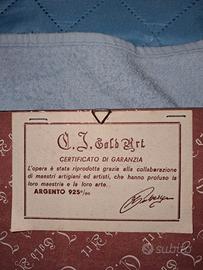 C. J. Gold Art
CERTIFICATO DI GARANZIA
L'opera è stata riprodotta grazie alla collaborazione
di maestri artigiani ed artisti, che hanno profuso la
loro maestria e la loro arte.
ARGENTO 925°/°°
subito